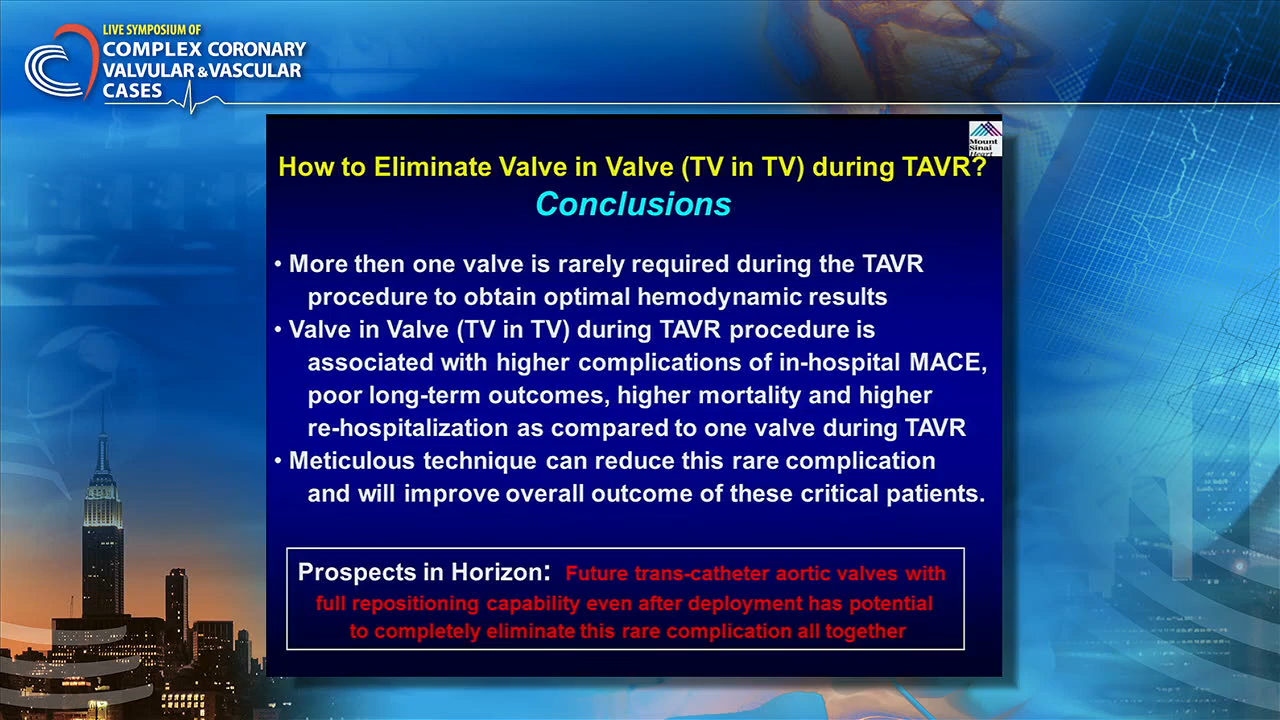 LIVE SYMPOSIUM OF
COMPLEX CORONARY
VALVULAR & VASCULAR
CASES
Mount
Sinai
Heart
How to Eliminate Valve in Valve (TV in TV) during TAVR?
Conclusions
• More then one valve is rarely required during the TAVR
procedure to obtain optimal hemodynamic results
• Valve in Valve (TV in TV) during TAVR procedure is
associated with higher complications of in-hospital MACE,
poor long-term outcomes, higher mortality and higher
re-hospitalization as compared to one valve during TAVR
• Meticulous technique can reduce this rare complication
and will improve overall outcome of these critical patients.
Prospects in Horizon: Future trans-catheter aortic valves with
full repositioning capability even after deployment has potential
to completely eliminate this rare complication all together